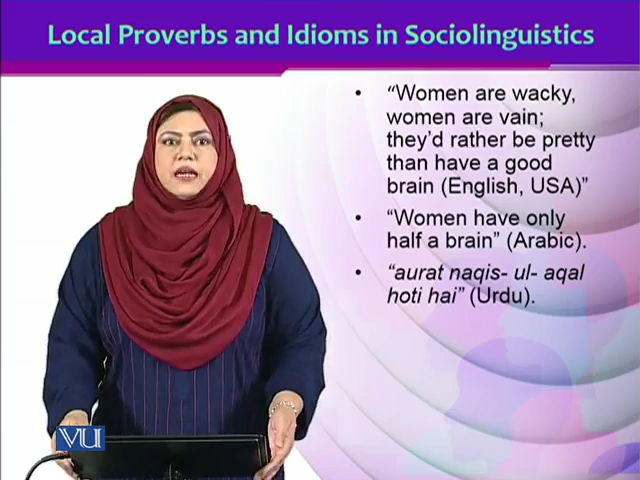 Local Proverbs and Idioms in Sociolinguistics
• “Women are wacky,
women are vain;
they’d rather be pretty
than have a good
brain (English, USA)”
• “Women have only
half a brain” (Arabic).
• “aurat naqis- ul- aqal
hoti hai” (Urdu).
VU